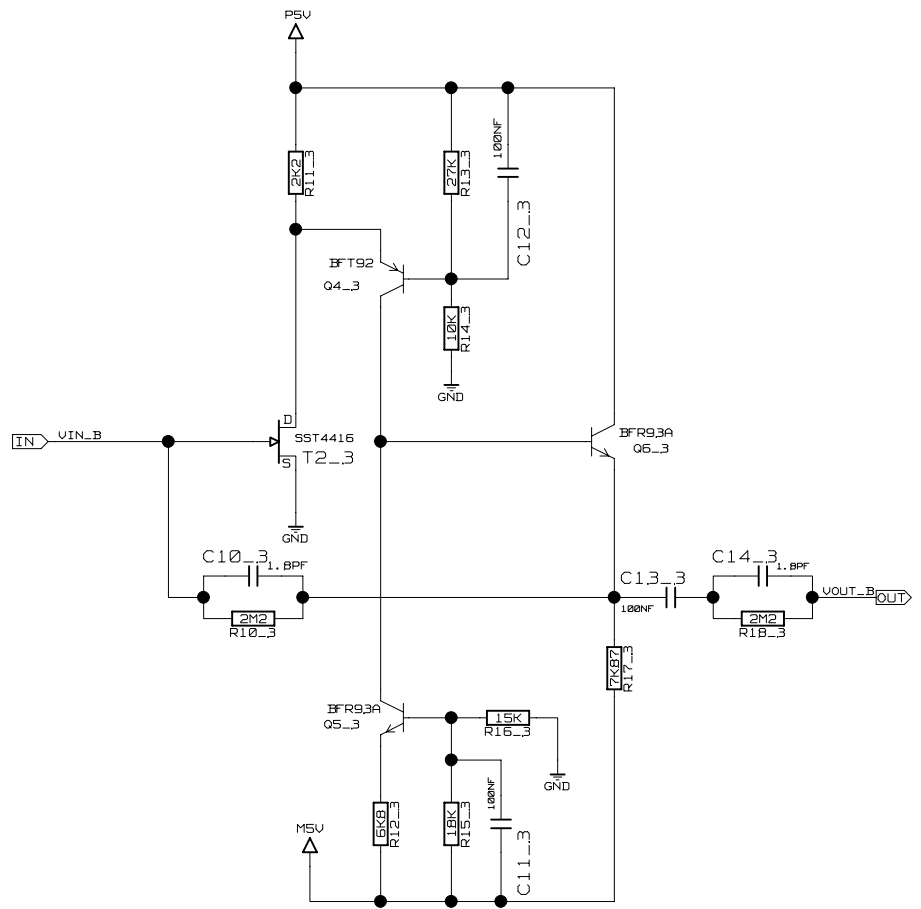 P5V
2K2
R11_3
27K
R13_3
100NF
C12_3
BFT92
Q4_3
10K
R14_3
GND
IN
VIN_B
D
SST4416
S
T2_3
BFR93A
Q6_3
GND
C10_3
1.8PF
2M2
R10_3
C13_3
100NF
C14_3
1.8PF
VOUT_B
OUT
2M2
R18_3
7K87
R17_3
BFR93A
Q5_3
15K
R16_3
GND
M5V
6K8
R12_3
18K
R15_3
100NF
C11_3